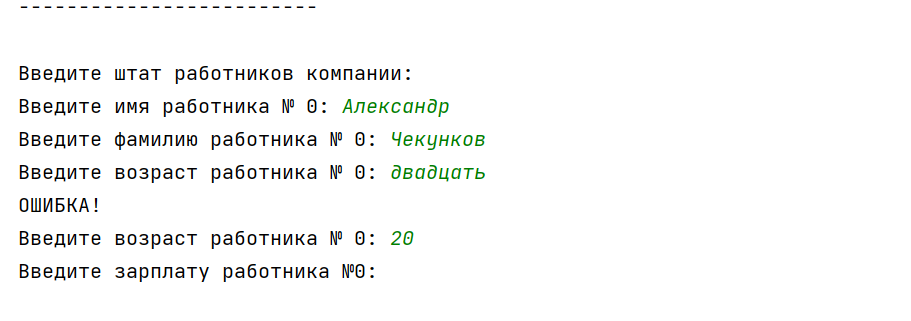 -------------------------
Введите штат работников компании:
Введите имя работника № 0: Александр
Введите фамилию работника № 0: Чекунков
Введите возраст работника № 0: двадцать
ОШИБКА!
Введите возраст работника № 0: 20
Введите зарплату работника №0: